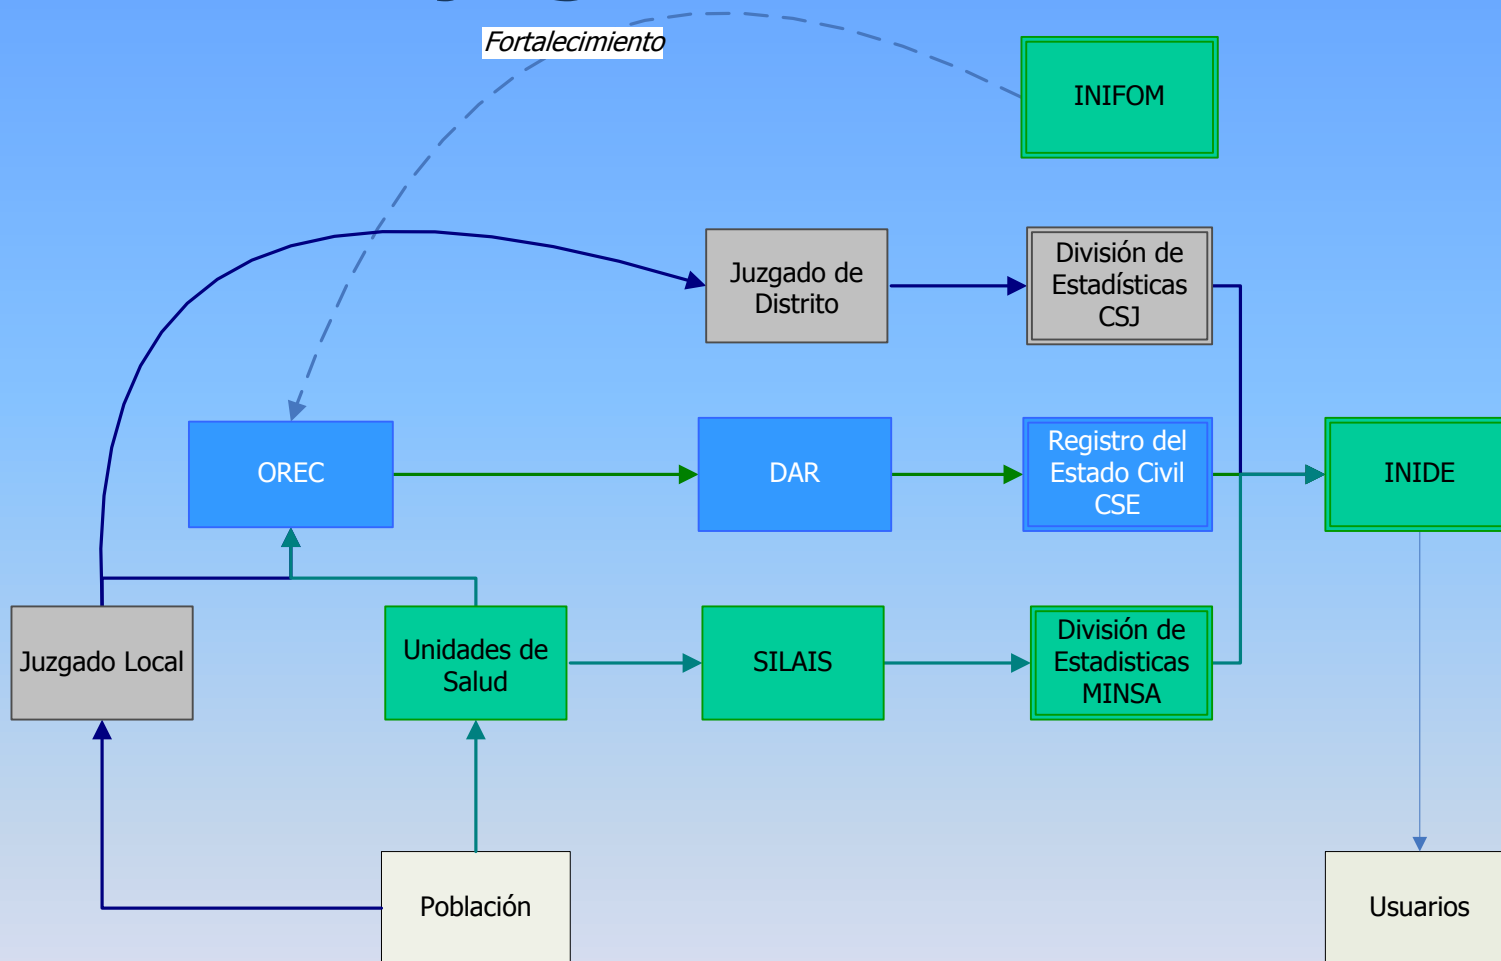 Fortalecimiento
INIFOM
Juzgado de
Distrito
División de
Estadísticas
CSJ
OREC
DAR
Registro del
Estado Civil
CSE
INIDE
Juzgado Local
Unidades de
Salud
SILAIS
División de
Estadisticas
MINSA
Población
Usuarios